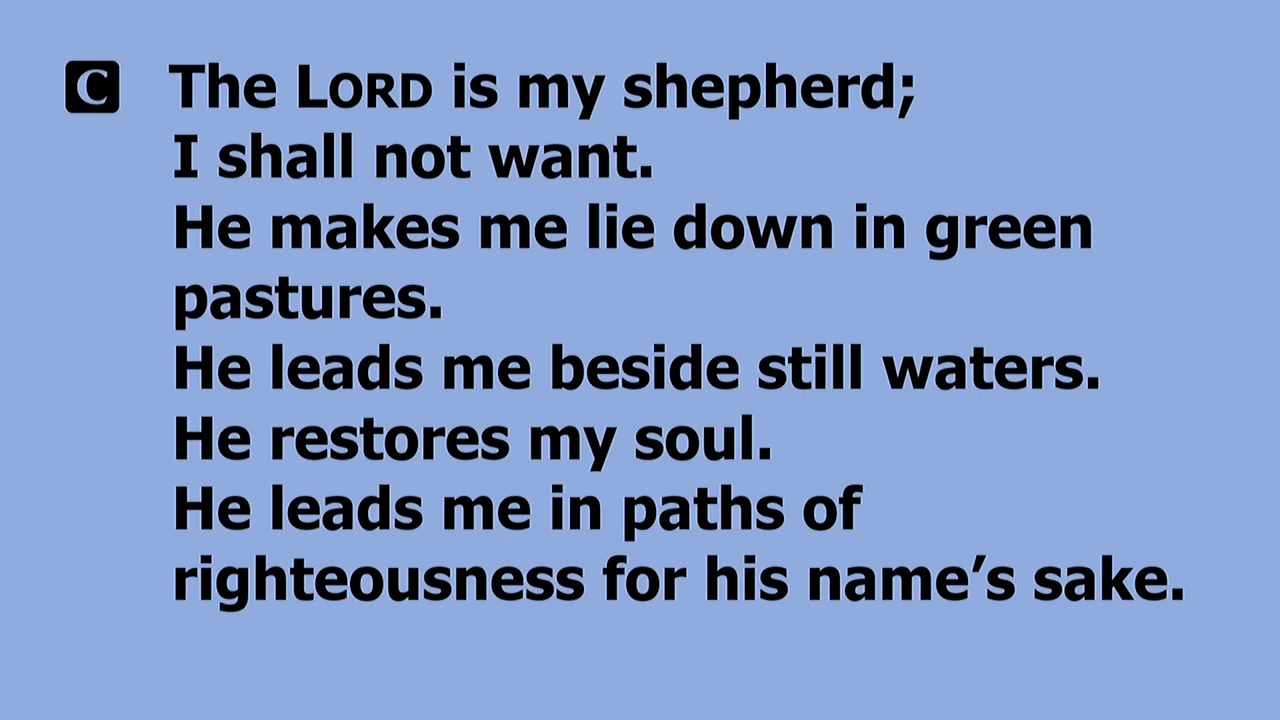 C The LORD is my shepherd;
I shall not want.
He makes me lie down in green
pastures.
He leads me beside still waters.
He restores my soul.
He leads me in paths of
righteousness for his name’s sake.